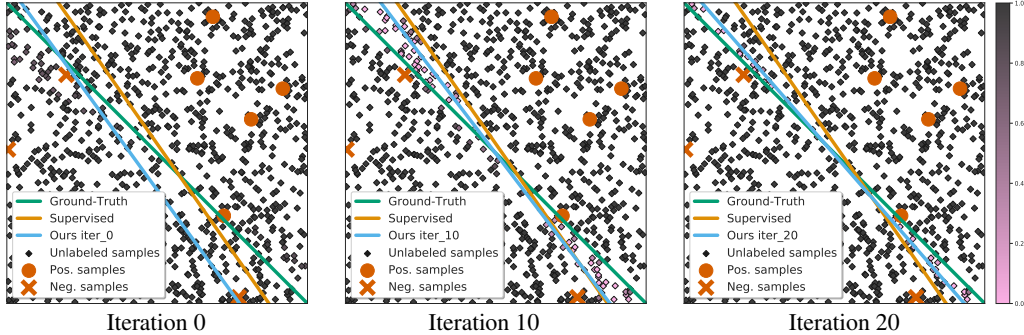 Ground-Truth
Supervised
Ours iter_0
Unlabeled samples
Pos. samples
Neg. samples
Iteration 0
Ground-Truth
Supervised
Ours iter_10
Unlabeled samples
Pos. samples
Neg. samples
Iteration 10
Ground-Truth
Supervised
Ours iter_20
Unlabeled samples
Pos. samples
Neg. samples
Iteration 20
1.0
0.8
0.6
0.4
0.2
0.0